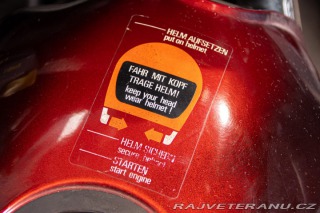 HELM AUFSETZEN
put on helmet
FAHR MIT KOPF
TRAGE HELM!
keep your head
wear helmet!
HELM SICHERN
secure helmet
STARTEN
start engine
RAJVETERANU.CZ